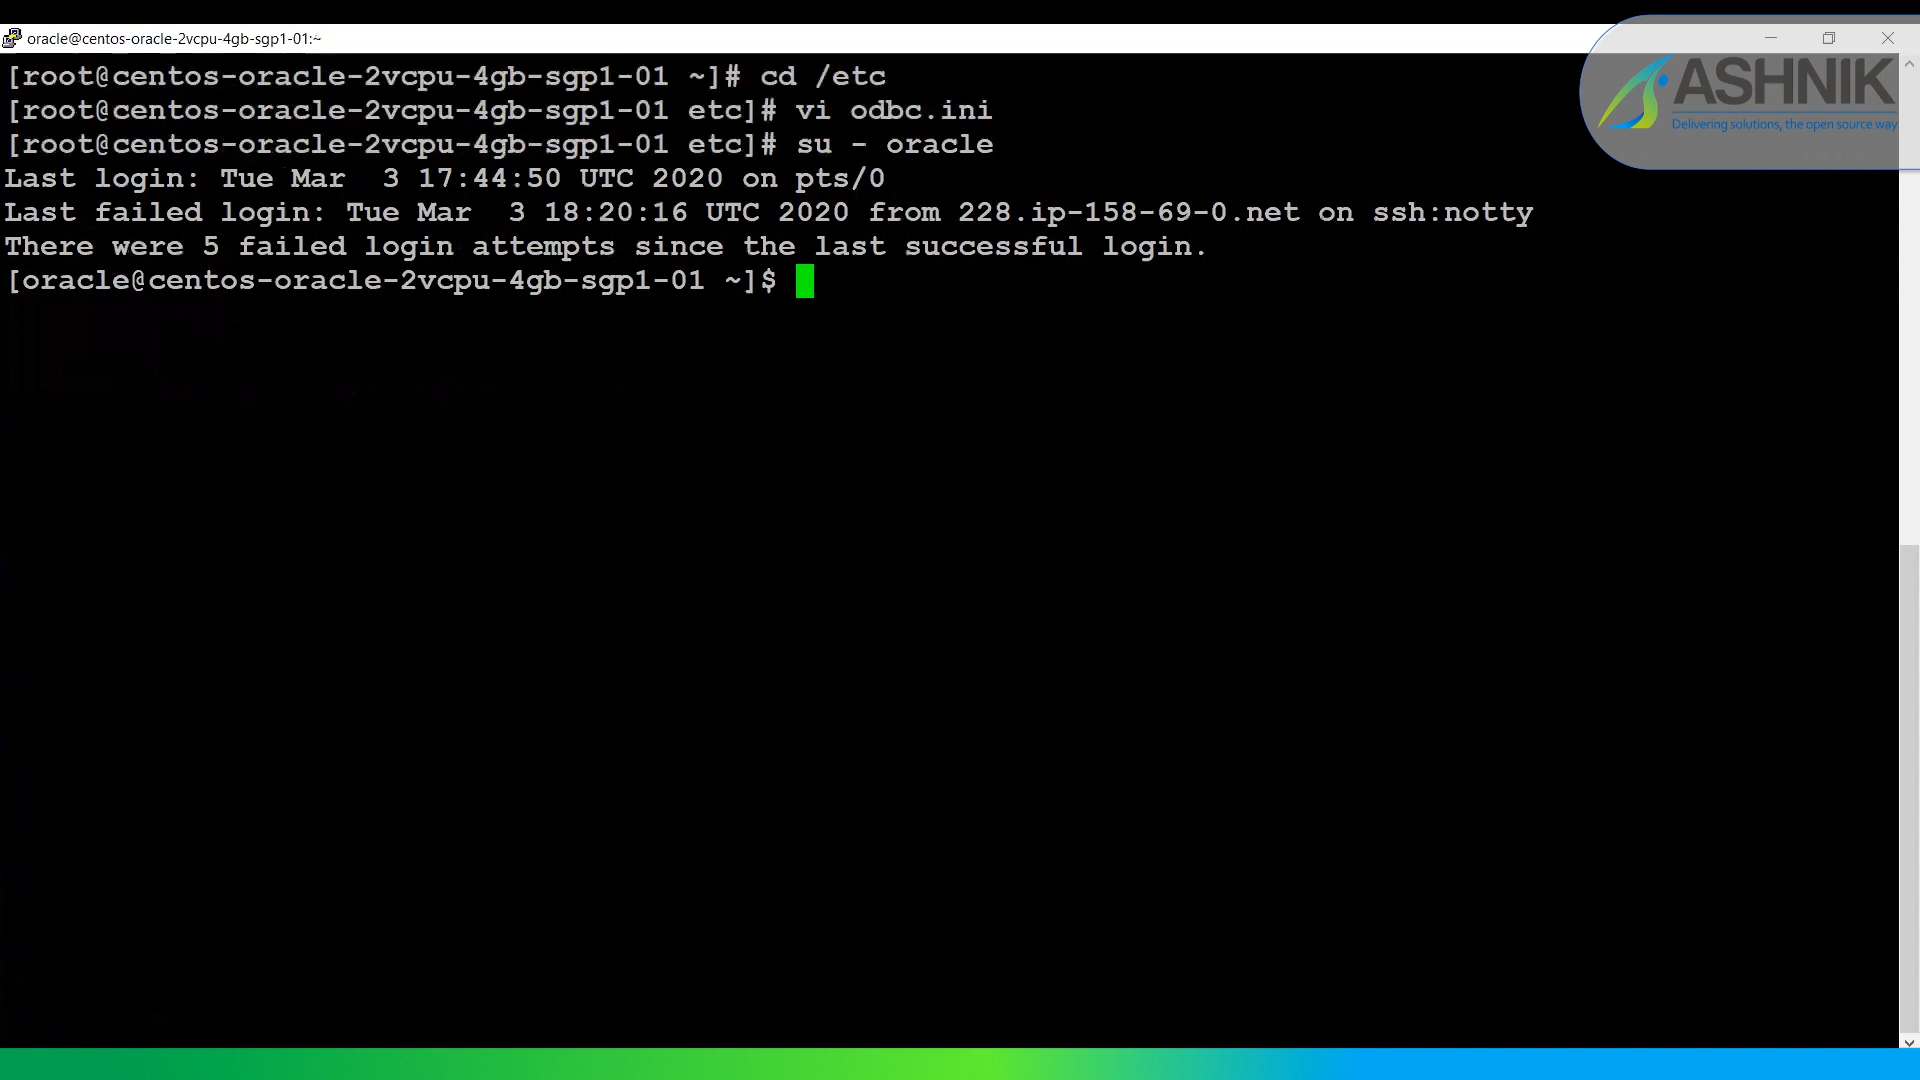 oracle@centos-oracle-2vcpu-4gb-sgp1-01:~
ASHNIK
Delivering solutions, the open source way
[root@centos-oracle-2vcpu-4gb-sgp1-01 ~]# cd /etc
[root@centos-oracle-2vcpu-4gb-sgp1-01 etc]# vi odbc.ini
[root@centos-oracle-2vcpu-4gb-sgp1-01 etc]# su - oracle
Last login: Tue Mar  3 17:44:50 UTC 2020 on pts/0
Last failed login: Tue Mar  3 18:20:16 UTC 2020 from 228.ip-158-69-0.net on ssh:notty
There were 5 failed login attempts since the last successful login.
[oracle@centos-oracle-2vcpu-4gb-sgp1-01 ~]$